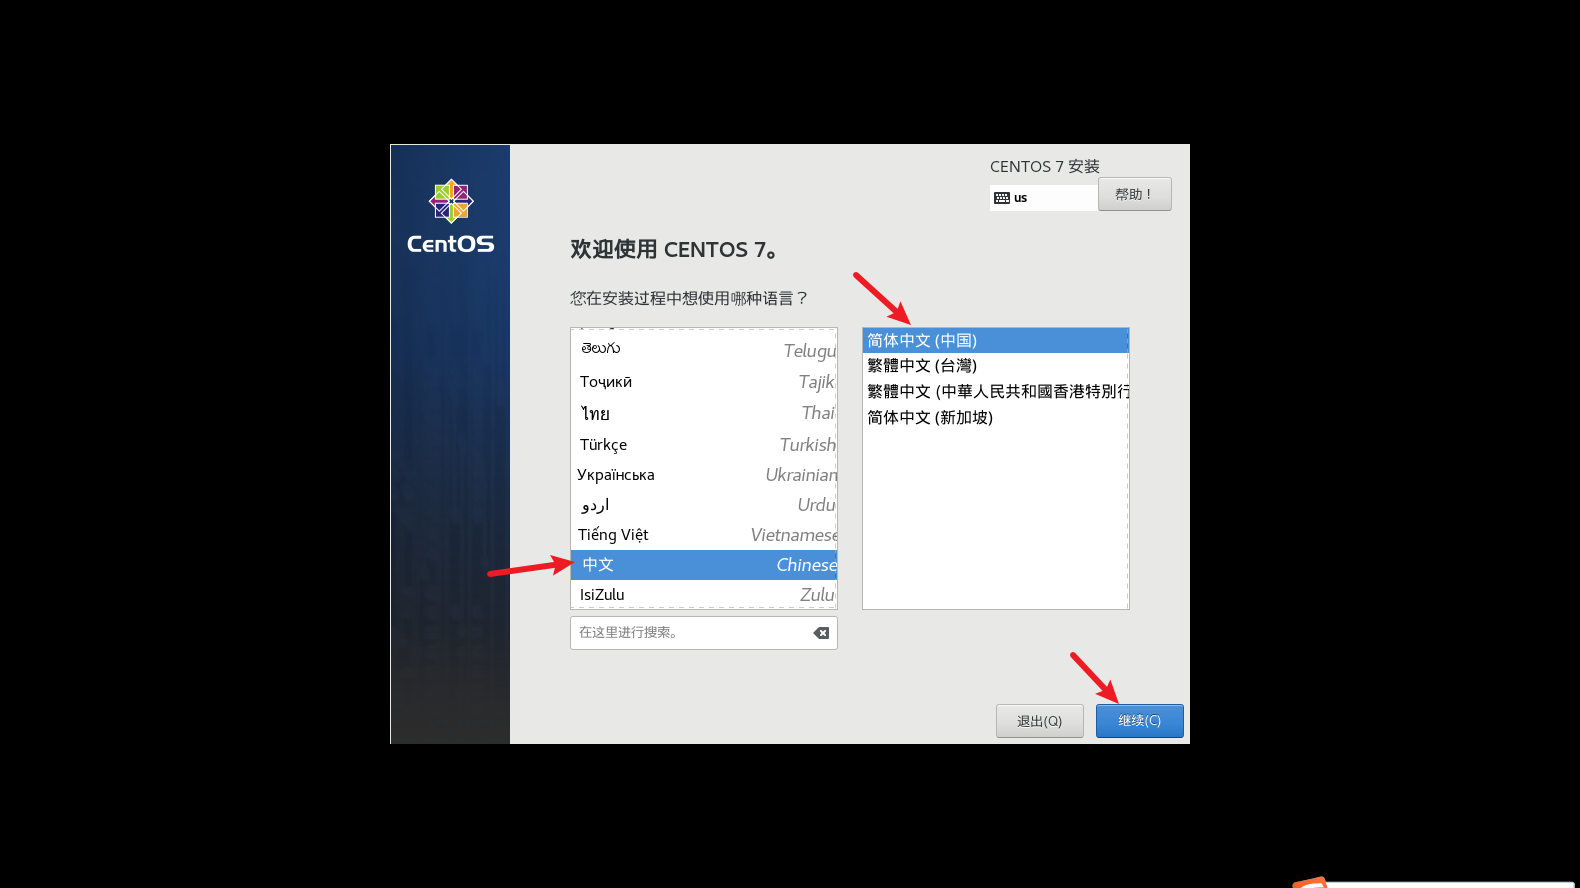 CENTOS 7 安装
us
帮助！
CentOS
欢迎使用 CENTOS 7。
您在安装过程中想使用哪种语言？
తెలుగు Telugu
Тоҷикӣ Tajik
ไทย Thai
Türkçe Turkish
Українська Ukrainian
اردو Urdu
Tiếng Việt Vietnamese
中文 Chinese
IsiZulu Zulu
在这里进行搜索。
简体中文 (中国)
繁體中文 (台灣)
繁體中文 (中華人民共和國香港特別行
简体中文 (新加坡)
退出(Q)
继续(C)